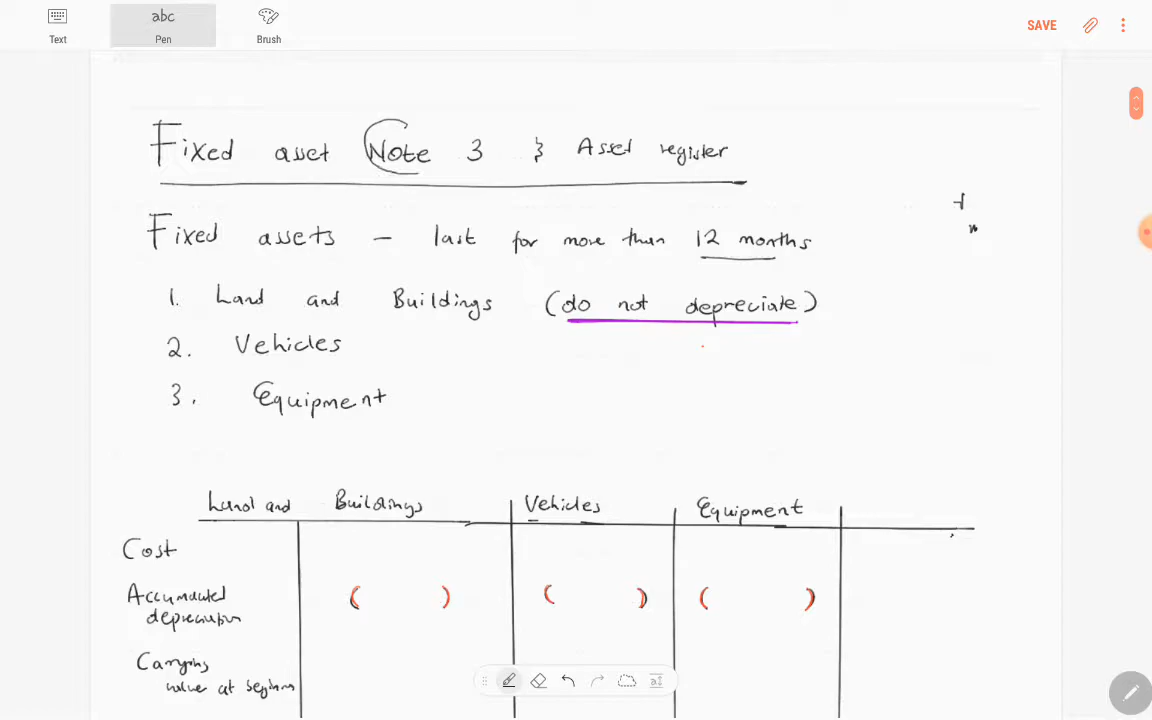 abc
Text
Pen
Brush
SAVE
Fixed asset Note 3 & Asset register
Fixed assets - last for more than 12 months
1. Land and Buildings (do not depreciate)
2. Vehicles
3. Equipment
Land and Buildings Vehicles Equipment
Cost
Accumulated ( ) ( ) ( )
depreciation
Carrying
value at begin